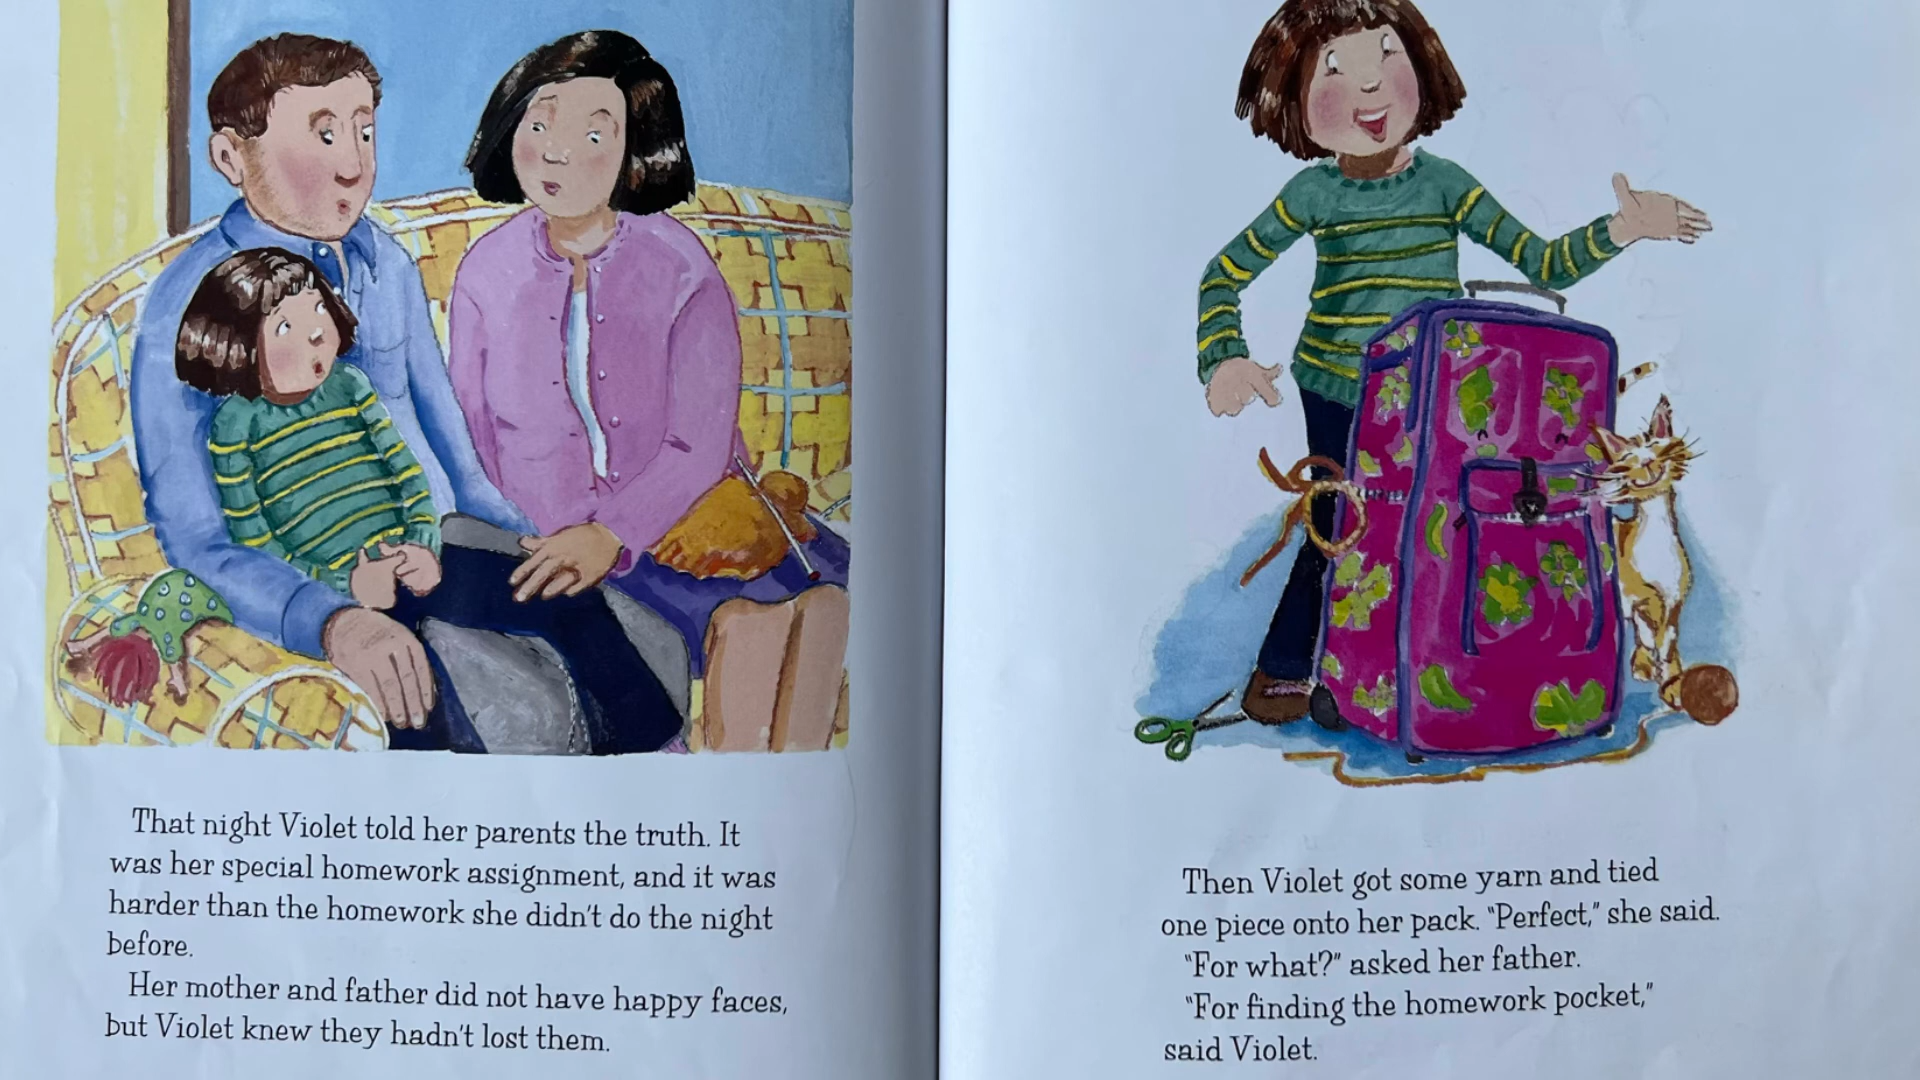 That night Violet told her parents the truth. It
was her special homework assignment, and it was
harder than the homework she didn't do the night
before.
Her mother and father did not have happy faces,
but Violet knew they hadn't lost them.
Then Violet got some yarn and tied
one piece onto her pack. "Perfect," she said.
"For what?" asked her father.
"For finding the homework pocket,"
said Violet.